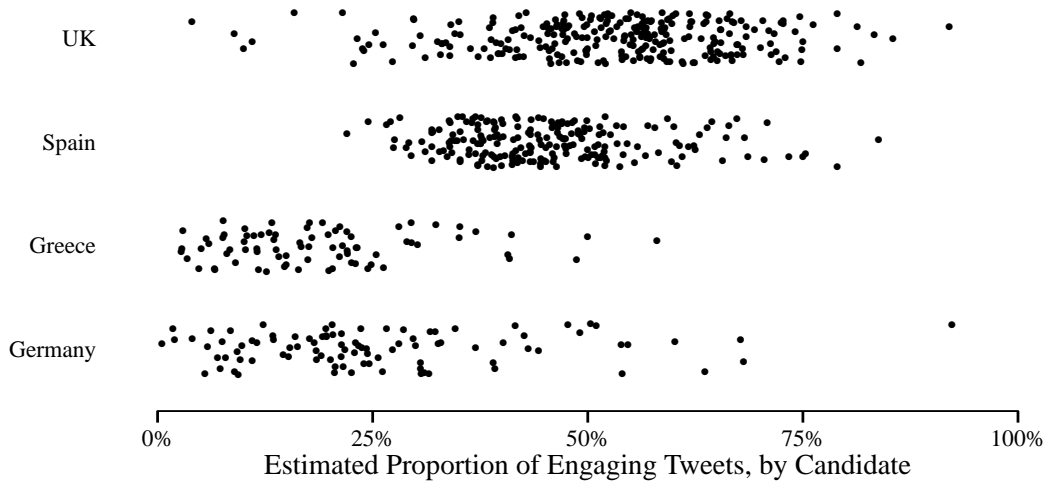 UK
Spain
Greece
Germany
0% 25% 50% 75% 100%
Estimated Proportion of Engaging Tweets, by Candidate